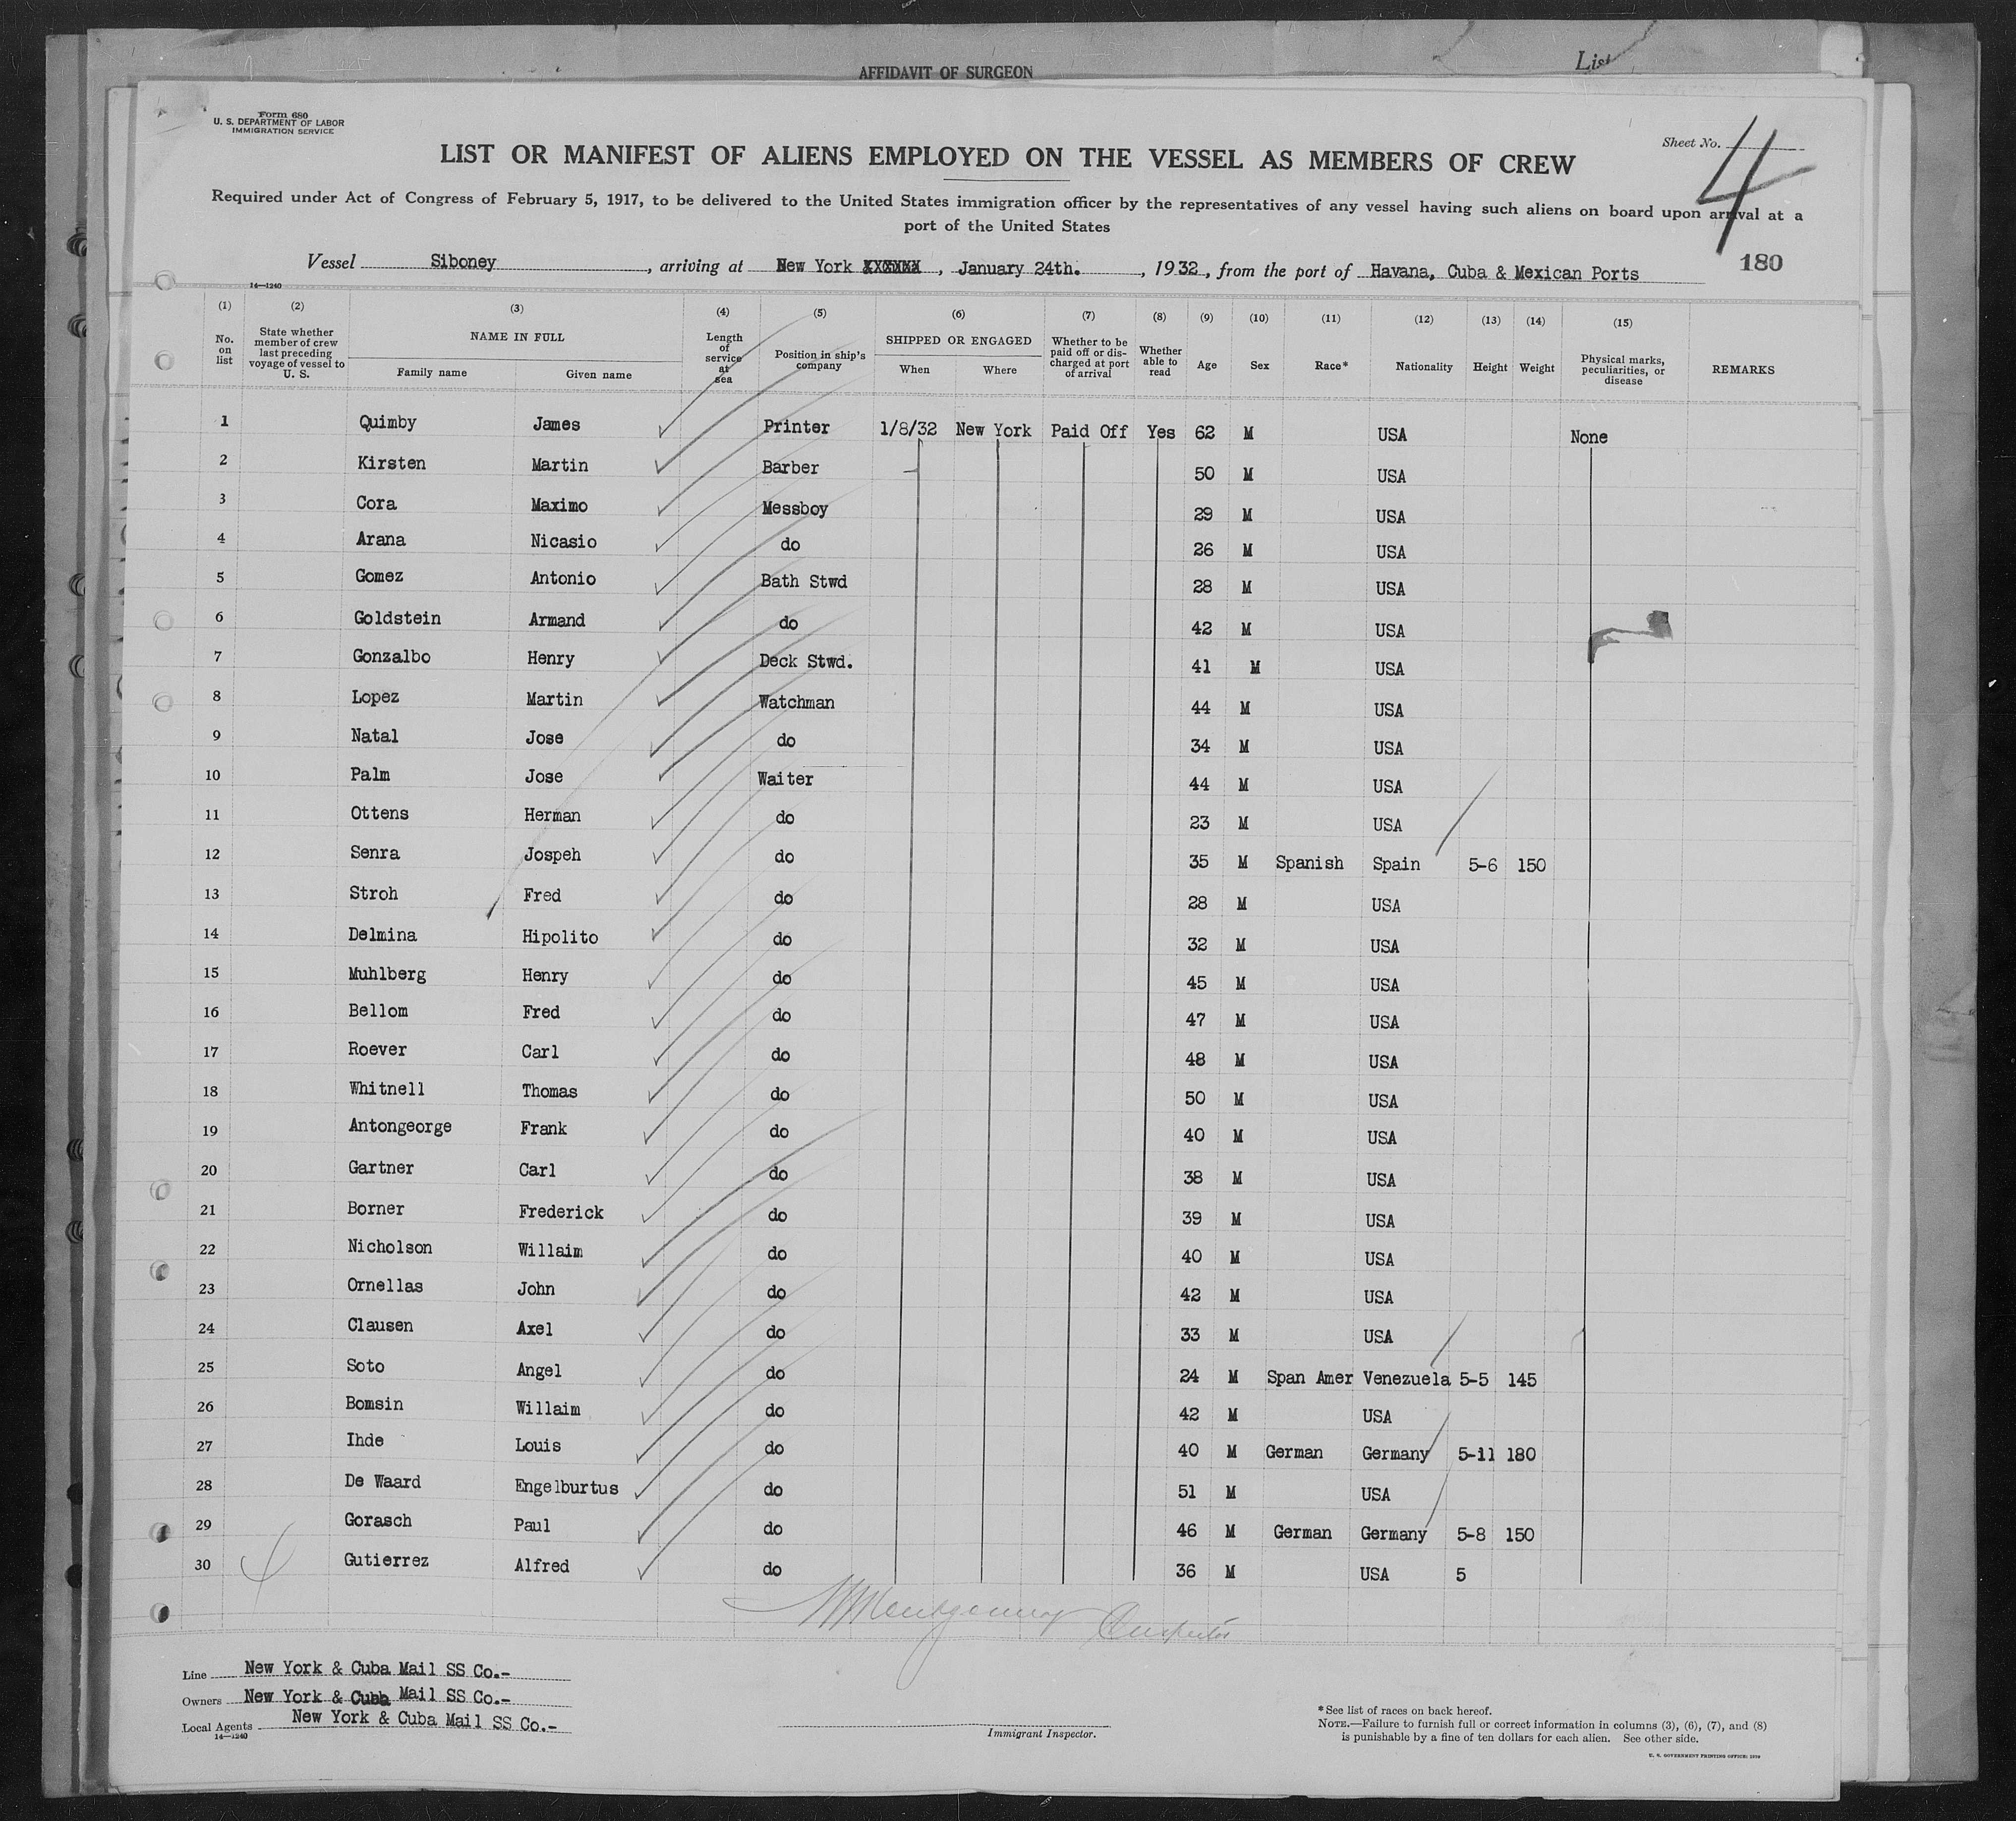 List
AFFIDAVIT OF SURGEON
Form 680
U. S. DEPARTMENT OF LABOR
IMMIGRATION SERVICE
Sheet No. 4
LIST OR MANIFEST OF ALIENS EMPLOYED ON THE VESSEL AS MEMBERS OF CREW
Required under Act of Congress of February 5, 1917, to be delivered to the United States immigration officer by the representatives of any vessel having such aliens on board upon arrival at a
port of the United States
180
Vessel Siboney, arriving at New York, January 24th., 1932, from the port of Havana, Cuba & Mexican Ports
14—1240
(1) (2) (3) (4) (5) (6) (7) (8) (9) (10) (11) (12) (13) (14) (15)
No. on list
State whether member of crew last preceding voyage of vessel to U. S.
NAME IN FULL
Family name Given name
Length of service at sea
Position in ship's company
SHIPPED OR ENGAGED
When Where
Whether to be paid off or discharged at port of arrival
Whether able to read
Age Sex Race* Nationality Height Weight
Physical marks, peculiarities, or disease
REMARKS
1 Quimby James Printer 1/8/32 New York Paid Off Yes 62 M USA None
2 Kirsten Martin Barber 50 M USA
3 Cora Maximo Messboy 29 M USA
4 Arana Nicasio do 26 M USA
5 Gomez Antonio Bath Stwd 28 M USA
6 Goldstein Armand do 42 M USA
7 Gonzalbo Henry Deck Stwd. 41 M USA
8 Lopez Martin Watchman 44 M USA
9 Natal Jose do 34 M USA
10 Palm Jose Waiter 44 M USA
11 Ottens Herman do 23 M USA
12 Senra Jospeh do 35 M Spanish Spain 5-6 150
13 Stroh Fred do 28 M USA
14 Delmina Hipolito do 32 M USA
15 Muhlberg Henry do 45 M USA
16 Bellom Fred do 47 M USA
17 Roever Carl do 48 M USA
18 Whitnell Thomas do 50 M USA
19 Antongeorge Frank do 40 M USA
20 Gartner Carl do 38 M USA
21 Borner Frederick do 39 M USA
22 Nicholson Willaim do 40 M USA
23 Ornellas John do 42 M USA
24 Clausen Axel do 33 M USA
25 Soto Angel do 24 M Span Amer Venezuela 5-5 145
26 Bomsin Willaim do 42 M USA
27 Ihde Louis do 40 M German Germany 5-11 180
28 De Waard Engelburtus do 51 M USA
29 Gorasch Paul do 46 M German Germany 5-8 150
30 Gutierrez Alfred do 36 M USA 5
Montgomery Inspector
Line New York & Cuba Mail SS Co.-
Owners New York & Cuba Mail SS Co.-
Local Agents New York & Cuba Mail SS Co.-
14—1240
Immigrant Inspector.
*See list of races on back hereof.
NOTE.—Failure to furnish full or correct information in columns (3), (6), (7), and (8)
is punishable by a fine of ten dollars for each alien. See other side.